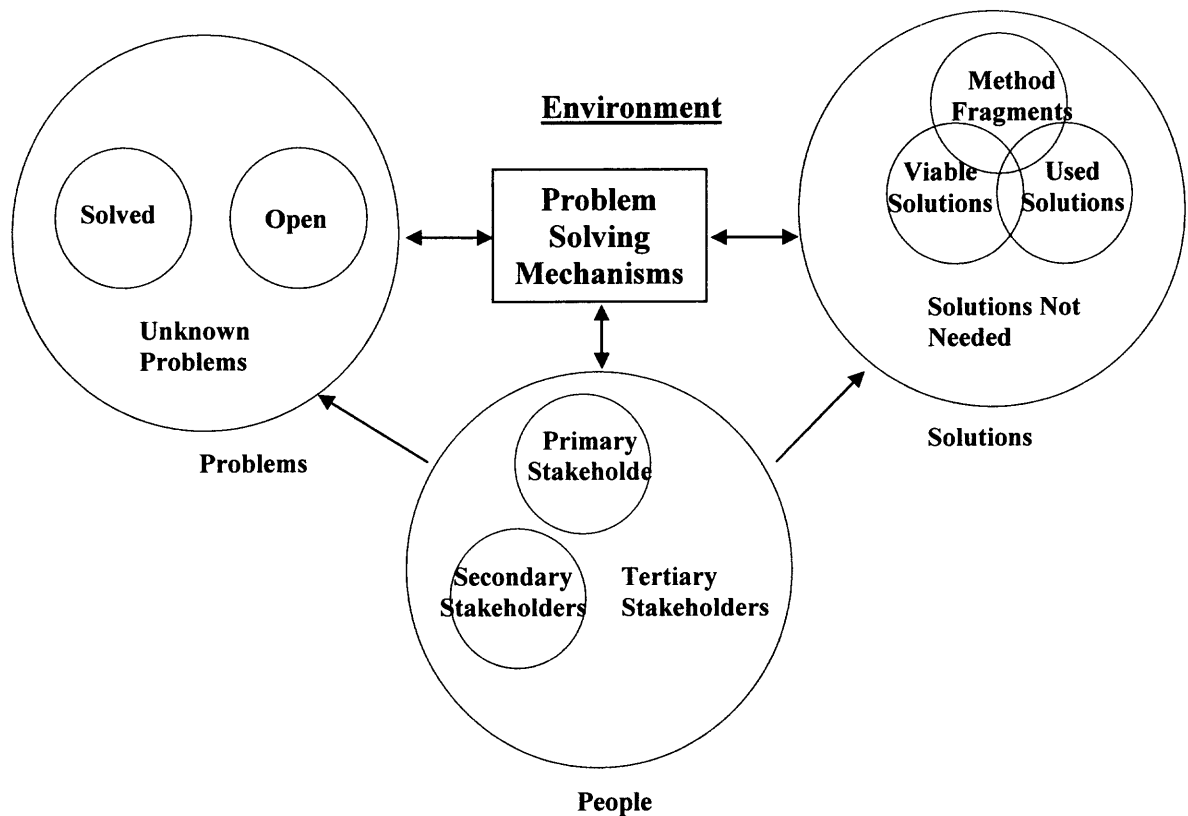 Environment
Problem
Solving
Mechanisms
Solved
Open
Unknown
Problems
Problems
Method
Fragments
Viable
Solutions
Used
Solutions
Solutions Not
Needed
Solutions
Primary
Stakeholde
Secondary
Stakeholders
Tertiary
Stakeholders
People